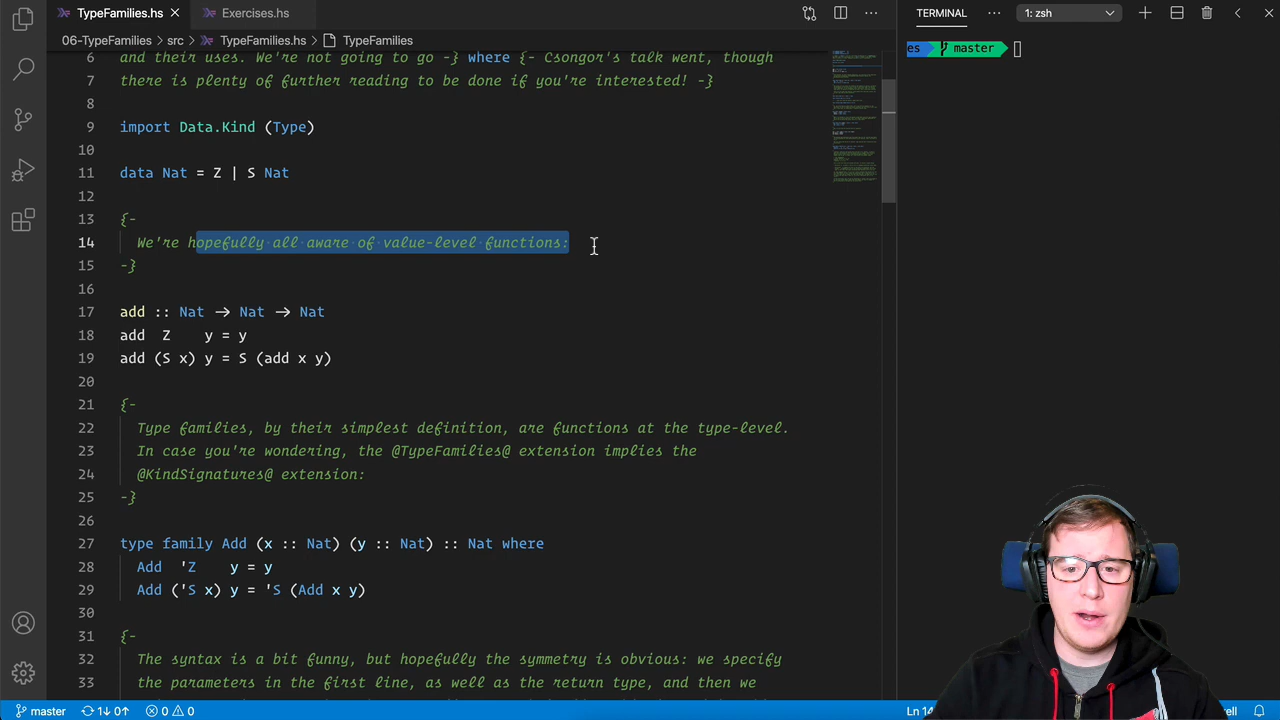 TypeFamilies.hs
Exercises.hs
TERMINAL
1: zsh
06-TypeFamilies > src > TypeFamilies.hs > TypeFamilies
es master
6 and their We're not going to go -} where {- Csongor's talk went, though
7 there is plenty of further reading to be done if you're interested! -}
8
9 import Data.Kind (Type)
10
11 data Nat = Z | S Nat
12
13 {-
14 We're hopefully all aware of value-level functions:
15 -}
16
17 add :: Nat → Nat → Nat
18 add Z y = y
19 add (S x) y = S (add x y)
20
21 {-
22 Type families, by their simplest definition, are functions at the type-level.
23 In case you're wondering, the @TypeFamilies@ extension implies the
24 @KindSignatures@ extension:
25 -}
26
27 type family Add (x :: Nat) (y :: Nat) :: Nat where
28 Add 'Z y = y
29 Add ('S x) y = 'S (Add x y)
30
31 {-
32 The syntax is a bit funny, but hopefully the symmetry is obvious: we specify
33 the parameters in the first line, as well as the return type, and then we
master 1↓ 0↑ 0 0
Ln 14
ell